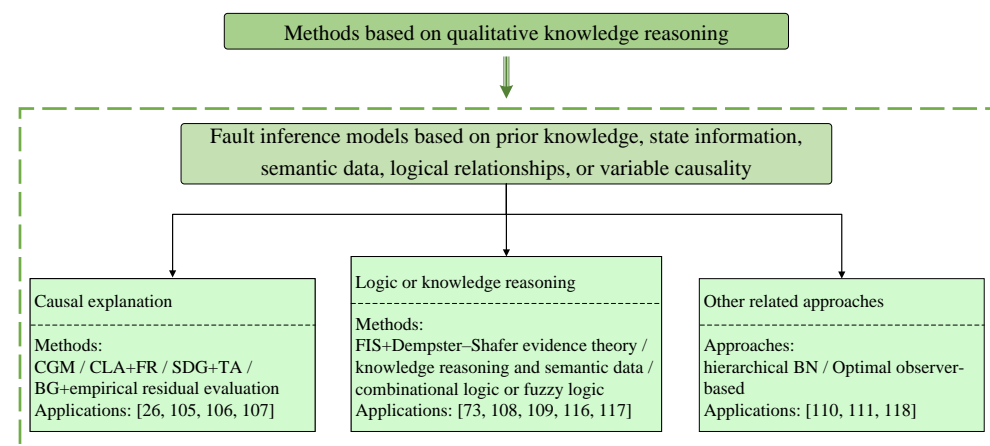 Methods based on qualitative knowledge reasoning
Fault inference models based on prior knowledge, state information,
semantic data, logical relationships, or variable causality
Causal explanation
Methods:
CGM / CLA+FR / SDG+TA /
BG+empirical residual evaluation
Applications: [26, 105, 106, 107]
Logic or knowledge reasoning
Methods:
FIS+Dempster–Shafer evidence theory /
knowledge reasoning and semantic data /
combinational logic or fuzzy logic
Applications: [73, 108, 109, 116, 117]
Other related approaches
Approaches:
hierarchical BN / Optimal observer-
based
Applications: [110, 111, 118]